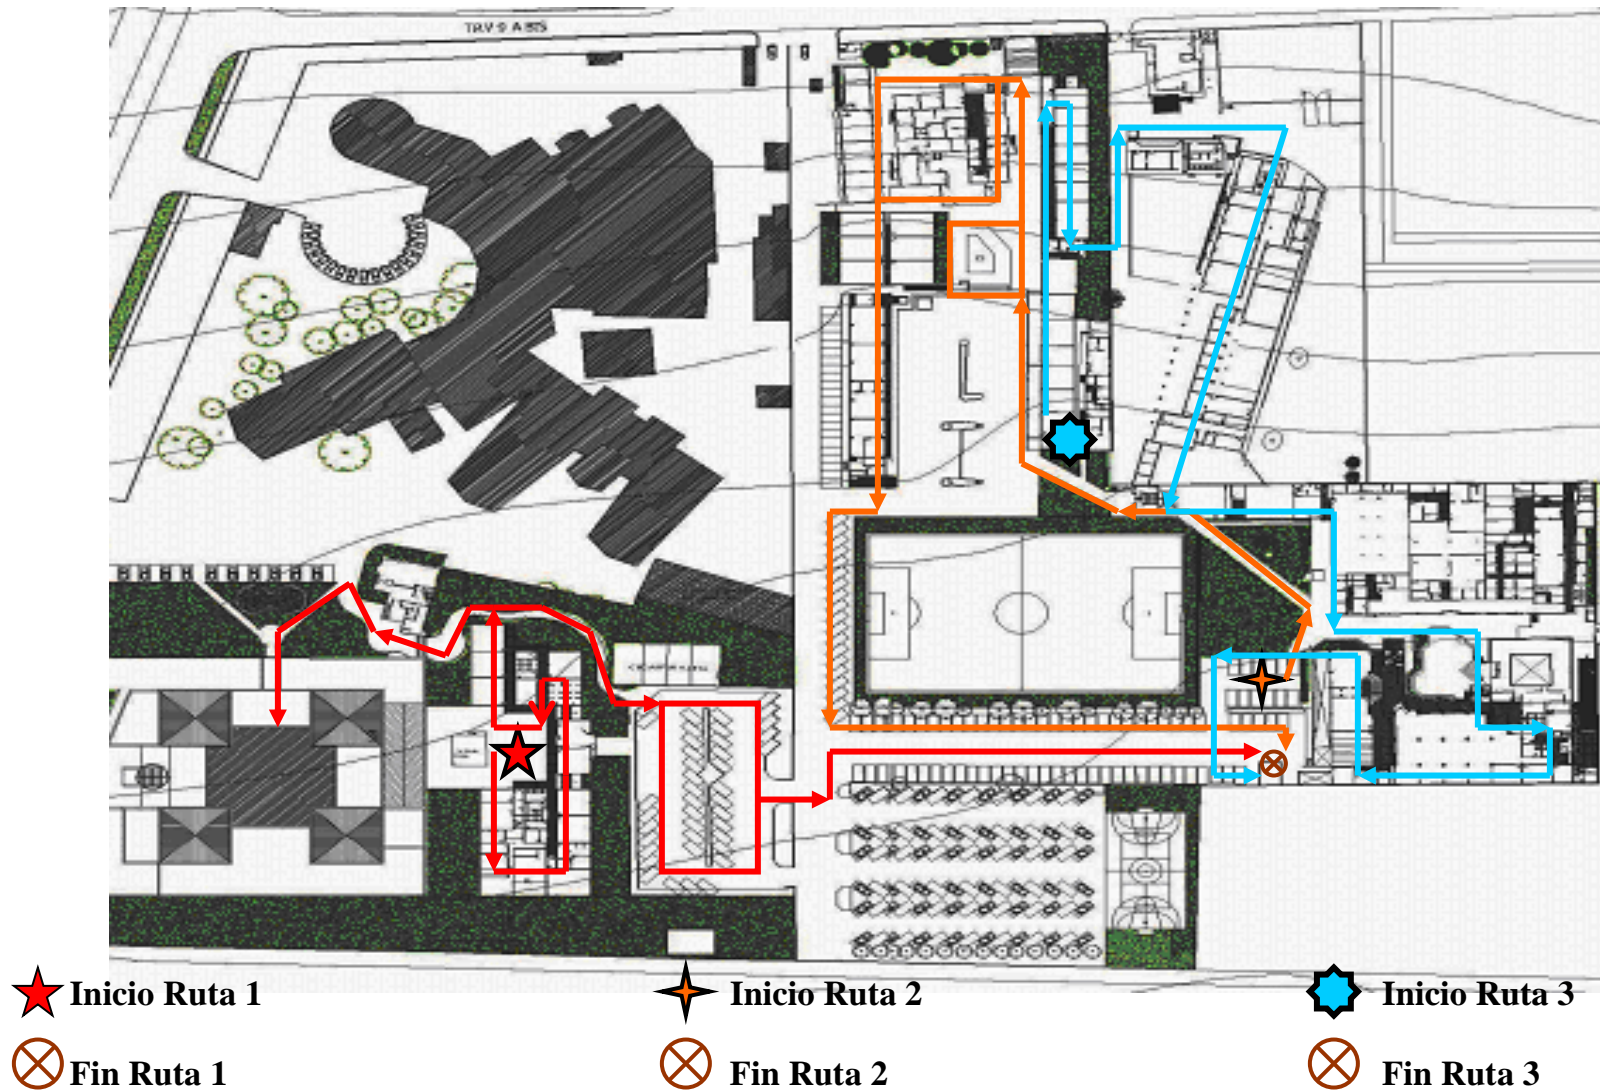 TRV 9 A BIS
Inicio Ruta 1
Inicio Ruta 2
Inicio Ruta 3
Fin Ruta 1
Fin Ruta 2
Fin Ruta 3